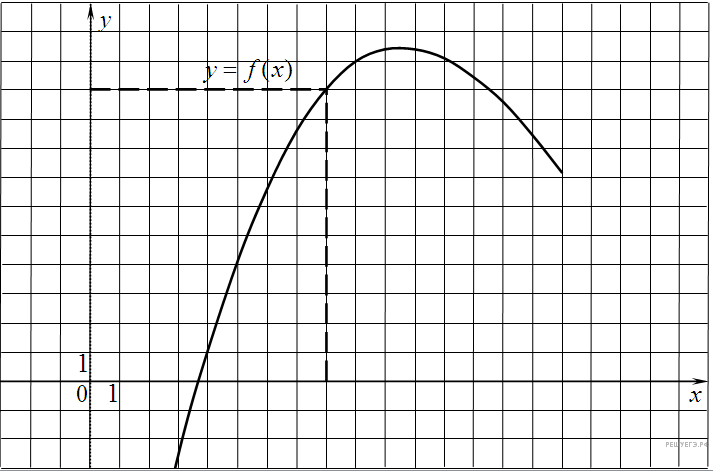 y
y = f(x)
1
0 1
x
РЕШУЕГЭ.РФ